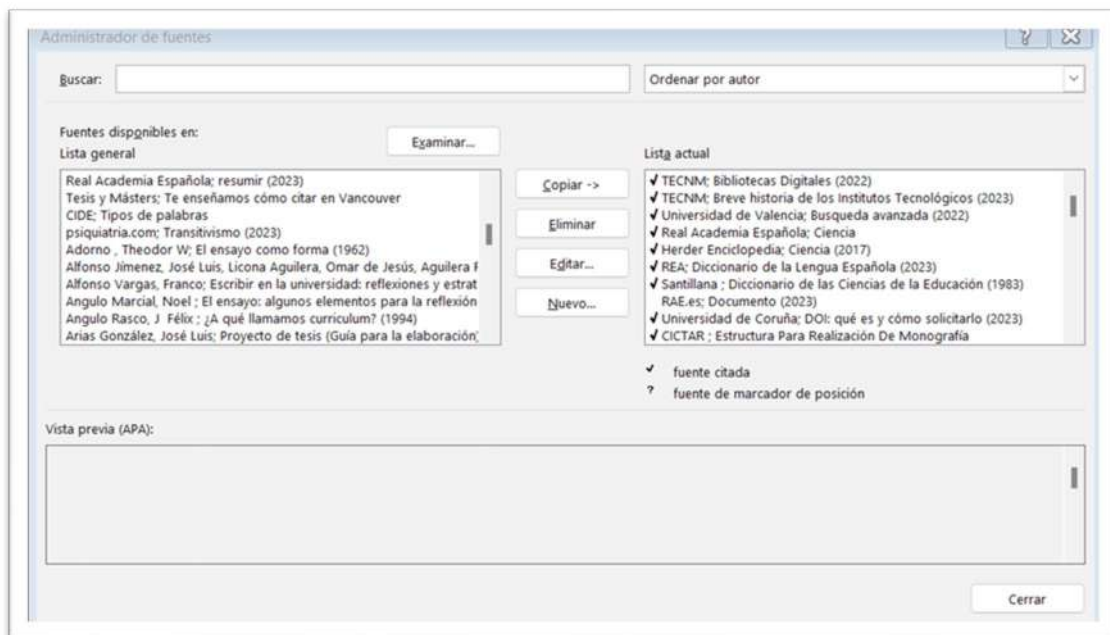 Administrador de fuentes
Buscar:
Ordenar por autor
Fuentes disponibles en:
Lista general
Examinar...
Real Academia Española; resumir (2023)
Tesis y Másters; Te enseñamos cómo citar en Vancouver
CIDE; Tipos de palabras
psiquiatria.com; Transitivismo (2023)
Adorno , Theodor W; El ensayo como forma (1962)
Alfonso Jímenez, José Luis, Licona Aguilera, Omar de Jesús, Aguilera
Alfonso Vargas, Franco; Escribir en la universidad: reflexiones y estrat
Angulo Marcial, Noel ; El ensayo: algunos elementos para la reflexión
Angulo Rasco, J Félix ; ¿A qué llamamos curriculum? (1994)
Arias González, José Luis; Proyecto de tesis (Guía para la elaboración)
Copiar ->
Eliminar
Editar...
Nuevo...
Lista actual
✓ TECNM; Bibliotecas Digitales (2022)
✓ TECNM; Breve historia de los Institutos Tecnológicos (2023)
✓ Universidad de Valencia; Busqueda avanzada (2022)
✓ Real Academia Española; Ciencia
✓ Herder Enciclopedia; Ciencia (2017)
✓ REA; Diccionario de la Lengua Española (2023)
✓ Santillana ; Diccionario de las Ciencias de la Educación (1983)
RAE.es; Documento (2023)
✓ Universidad de Coruña; DOI: qué es y cómo solicitarlo (2023)
✓ CICTAR ; Estructura Para Realización De Monografía
✓ fuente citada
? fuente de marcador de posición
Vista previa (APA):
Cerrar